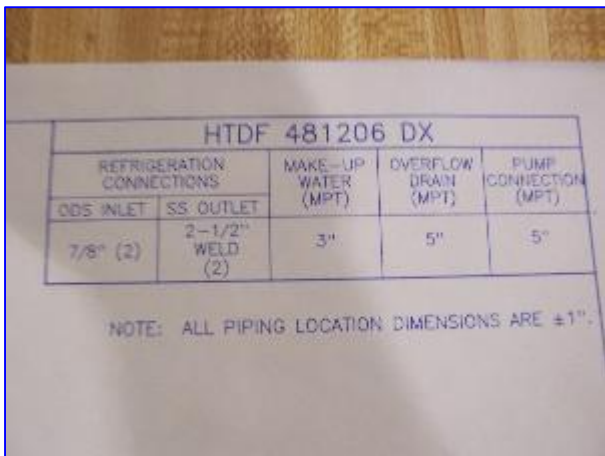 HTDF 481206 DX
REFRIGERATION CONNECTIONS
MAKE-UP WATER (MPT)
OVERFLOW DRAIN (MPT)
PUMP CONNECTION (MPT)
ODS INLET
SS OUTLET
7/8" (2)
2-1/2" WELD (2)
3"
5"
5"
NOTE: ALL PIPING LOCATION DIMENSIONS ARE ±1".